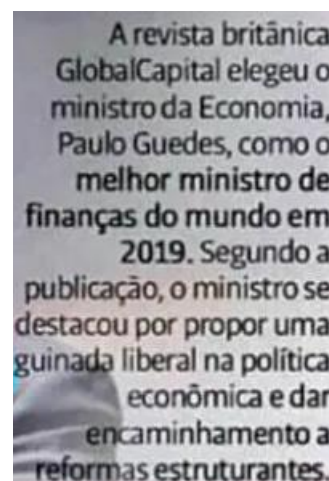 A revista britânica
GlobalCapital elegeu o
ministro da Economia,
Paulo Guedes, como o
melhor ministro de
finanças do mundo em
2019. Segundo a
publicação, o ministro se
destacou por propor uma
guinada liberal na política
econômica e dar
encaminhamento a
reformas estruturantes.